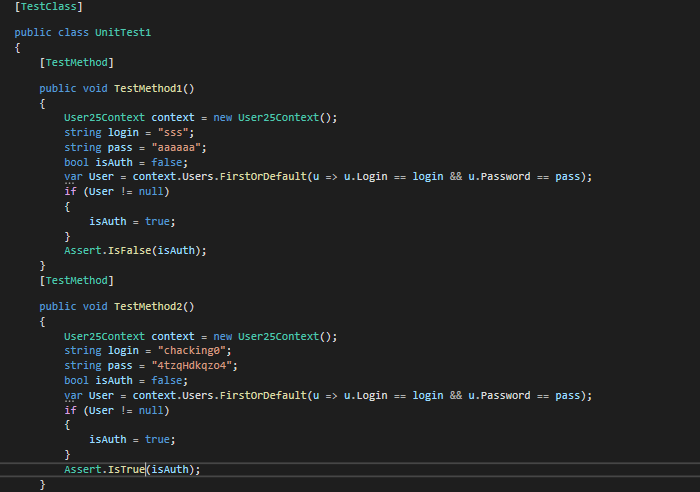 [TestClass]
public class UnitTest1
{
[TestMethod]
public void TestMethod1()
{
User25Context context = new User25Context();
string login = "sss";
string pass = "aaaaaa";
bool isAuth = false;
var User = context.Users.FirstOrDefault(u => u.Login == login && u.Password == pass);
if (User != null)
{
isAuth = true;
}
Assert.IsFalse(isAuth);
}
[TestMethod]
public void TestMethod2()
{
User25Context context = new User25Context();
string login = "chacking0";
string pass = "4tzqHdkqzo4";
bool isAuth = false;
var User = context.Users.FirstOrDefault(u => u.Login == login && u.Password == pass);
if (User != null)
{
isAuth = true;
}
Assert.IsTrue(isAuth);
}